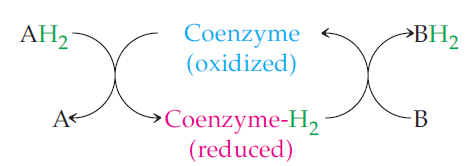 AH₂ Coenzyme BH₂
(oxidized)
A Coenzyme-H₂ B
(reduced)